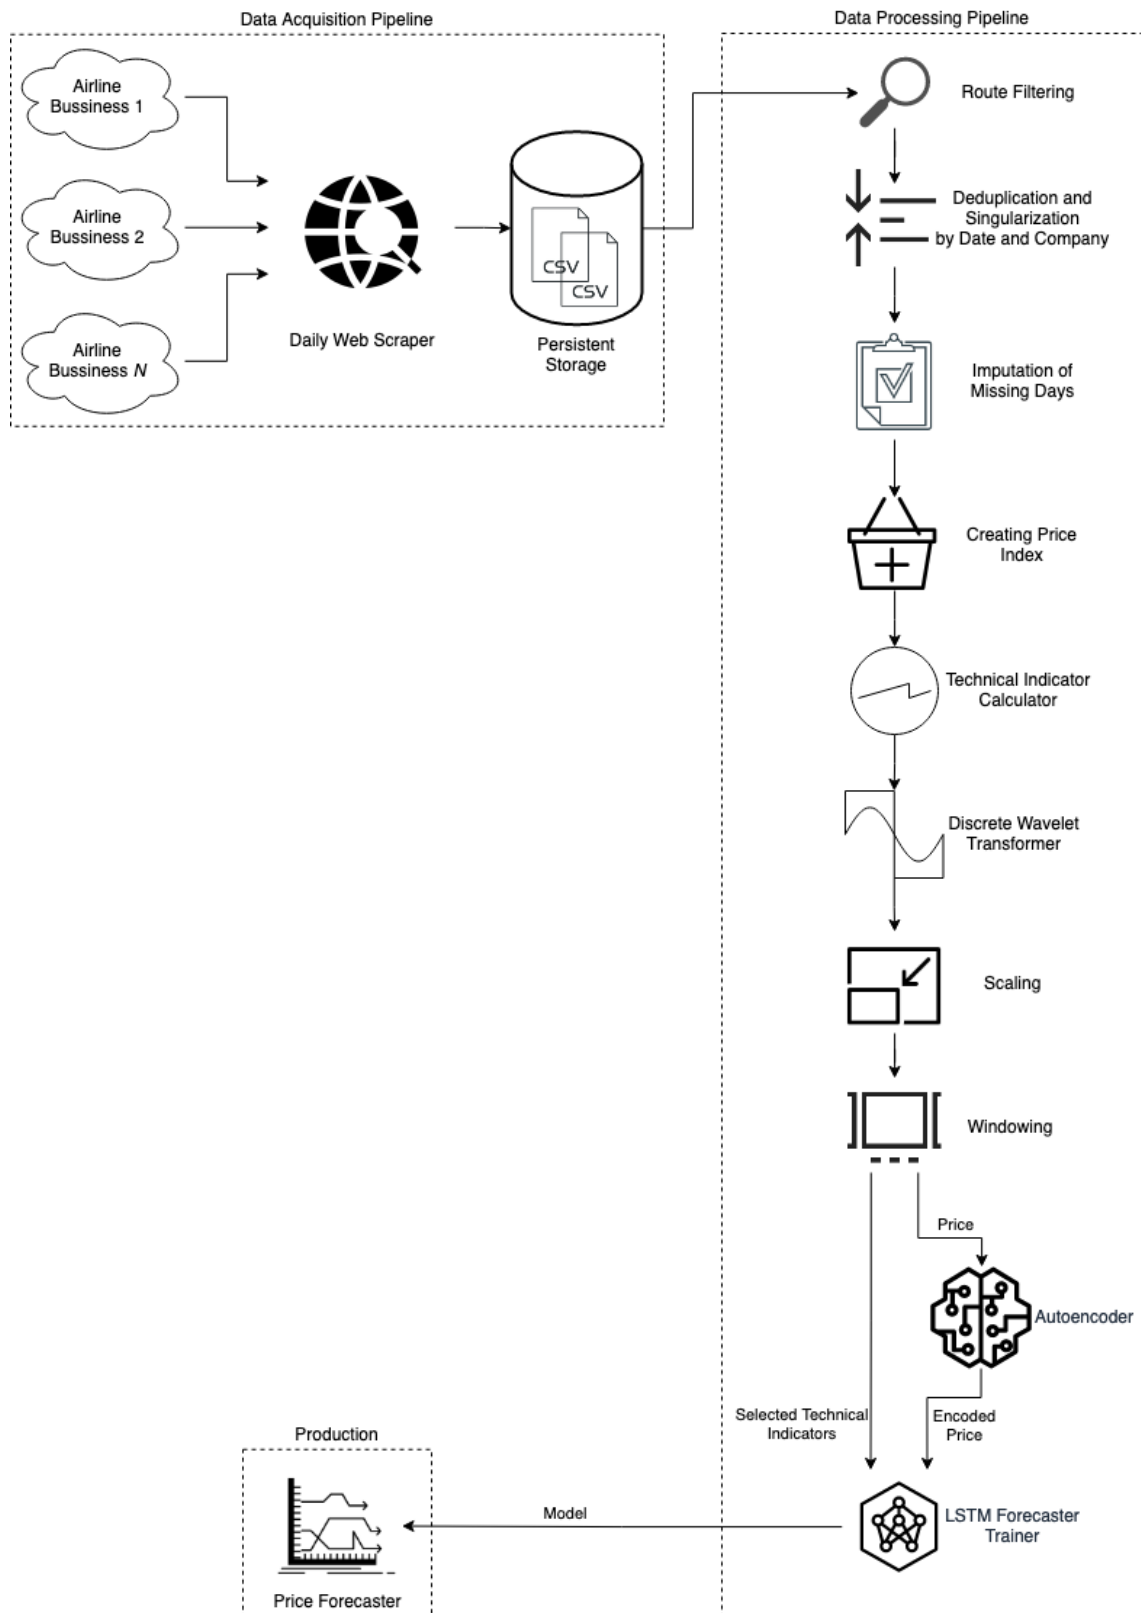 Data Acquisition Pipeline
Airline
Bussiness 1
Airline
Bussiness 2
Airline
Bussiness N
Daily Web Scraper
CSV
CSV
Persistent
Storage
Data Processing Pipeline
Route Filtering
Deduplication and
Singularization
by Date and Company
Imputation of
Missing Days
Creating Price
Index
Technical Indicator
Calculator
Discrete Wavelet
Transformer
Scaling
Windowing
Price
Autoencoder
Selected Technical
Indicators
Encoded
Price
LSTM Forecaster
Trainer
Model
Production
Price Forecaster